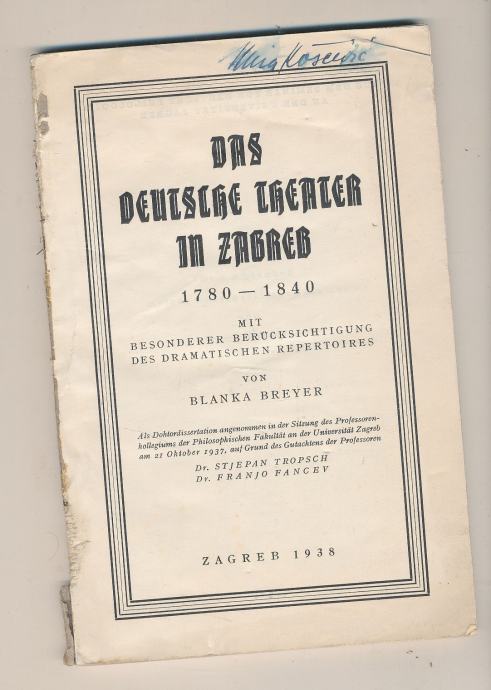 Košćević
DAS
DEUTSCHE THEATER
IN ZAGREB
1780 — 1840
MIT
BESONDERER BERÜCKSICHTIGUNG
DES DRAMATISCHEN REPERTOIRES
VON
BLANKA BREYER
Als Doktordissertation angenommen in der Sitzung des Professoren-
kollegiums der Philosophischen Fakultät an der Universität Zagreb
am 21 Oktober 1937, auf Grund des Gutachtens der Professoren
Dr. STJEPAN TROPSCH
Dr. FRANJO FANCEV
ZAGREB 1938